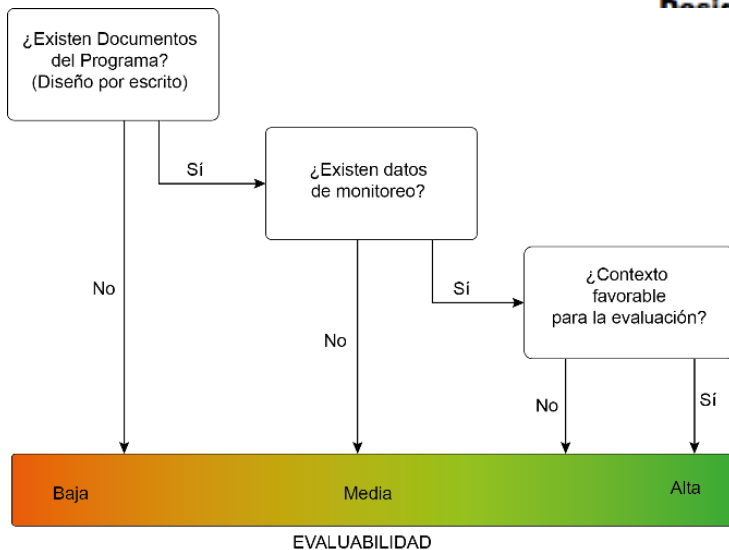 ¿Existen Documentos
del Programa?
(Diseño por escrito)
Sí
¿Existen datos
de monitoreo?
No
Sí
¿Contexto
favorable
para la evaluación?
No
No
Sí
Baja
Media
Alta
EVALUABILIDAD